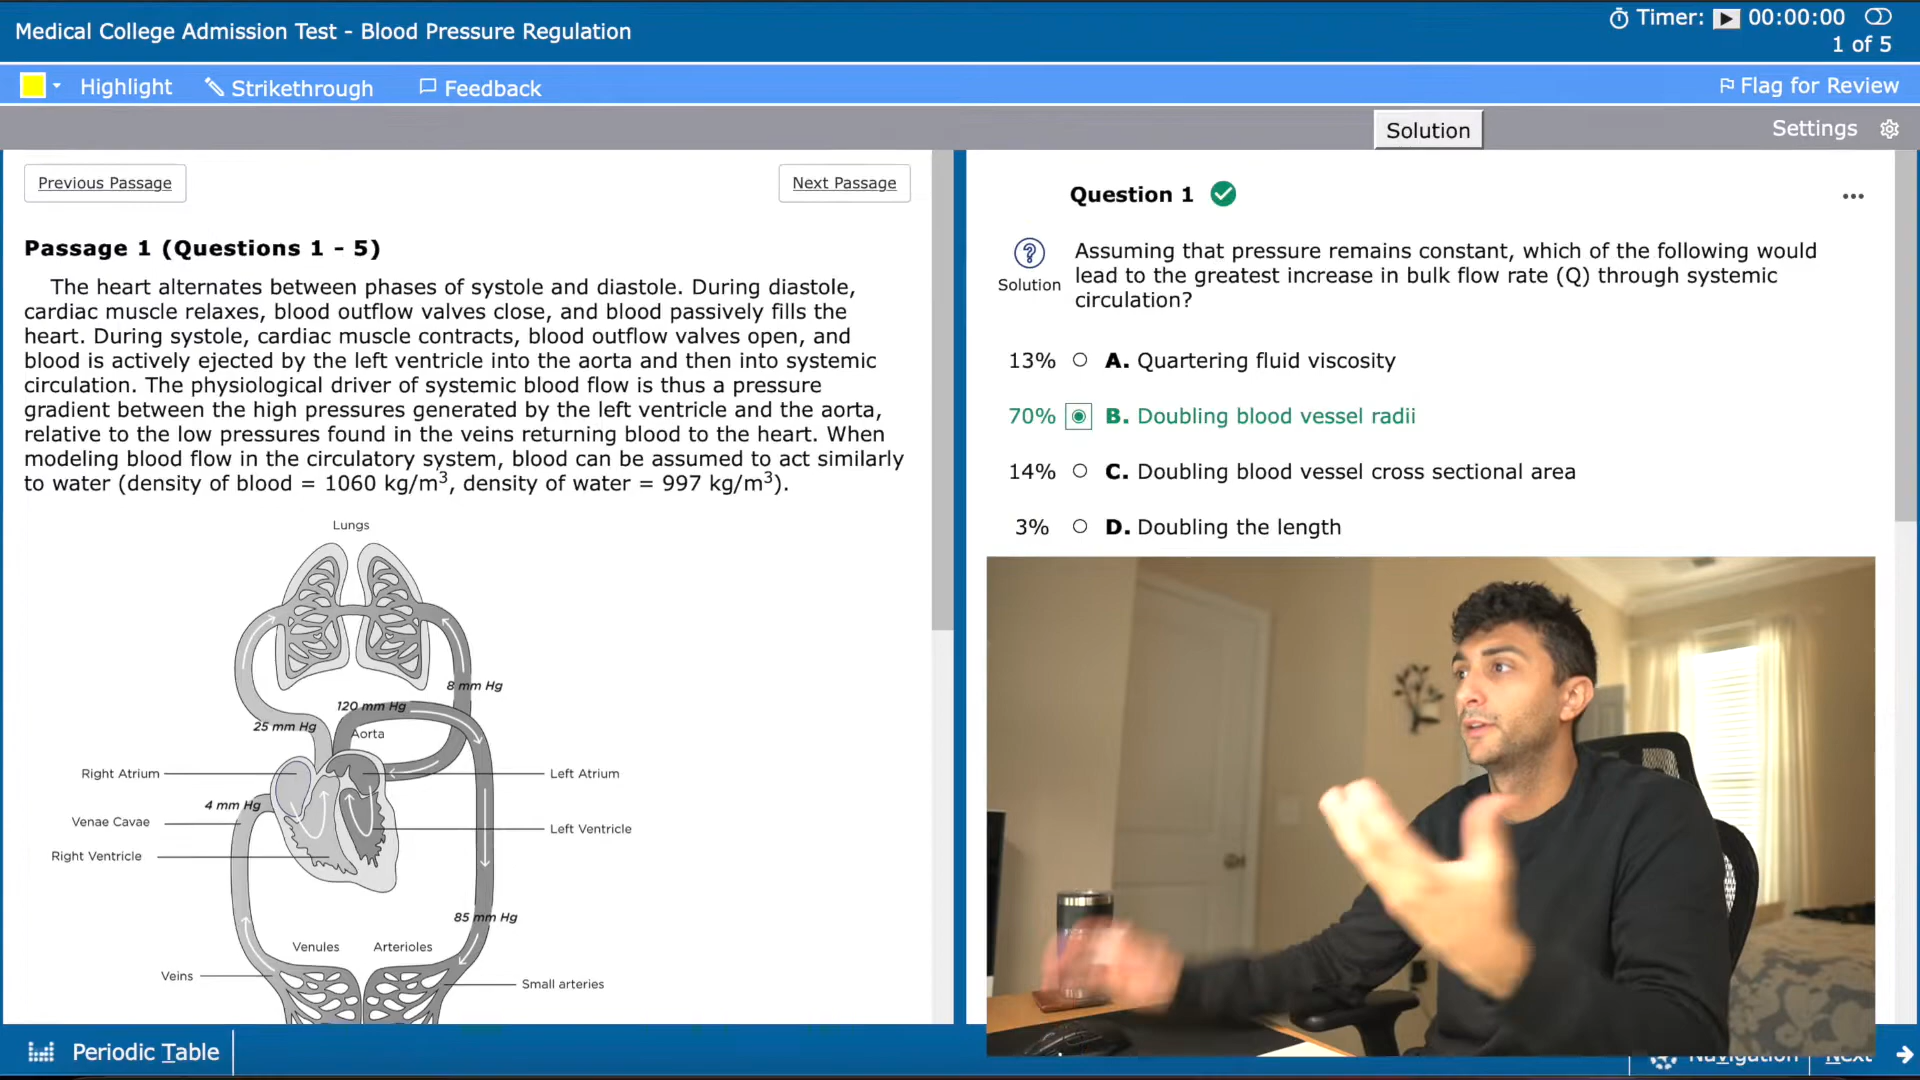 Medical College Admission Test - Blood Pressure Regulation
Timer: 00:00:00
1 of 5
Highlight
Strikethrough
Feedback
Flag for Review
Solution
Settings
Previous Passage
Next Passage
Passage 1 (Questions 1 - 5)
The heart alternates between phases of systole and diastole. During diastole,
cardiac muscle relaxes, blood outflow valves close, and blood passively fills the
heart. During systole, cardiac muscle contracts, blood outflow valves open, and
blood is actively ejected by the left ventricle into the aorta and then into systemic
circulation. The physiological driver of systemic blood flow is thus a pressure
gradient between the high pressures generated by the left ventricle and the aorta,
relative to the low pressures found in the veins returning blood to the heart. When
modeling blood flow in the circulatory system, blood can be assumed to act similarly
to water (density of blood = 1060 kg/m³, density of water = 997 kg/m³).
Lungs
8 mm Hg
120 mm Hg
25 mm Hg
Aorta
Right Atrium
Left Atrium
4 mm Hg
Venae Cavae
Left Ventricle
Right Ventricle
85 mm Hg
Venules
Arterioles
Veins
Small arteries
Question 1
Solution
Assuming that pressure remains constant, which of the following would
lead to the greatest increase in bulk flow rate (Q) through systemic
circulation?
13% A. Quartering fluid viscosity
70% B. Doubling blood vessel radii
14% C. Doubling blood vessel cross sectional area
3% D. Doubling the length
Periodic Table
Navigation
Next